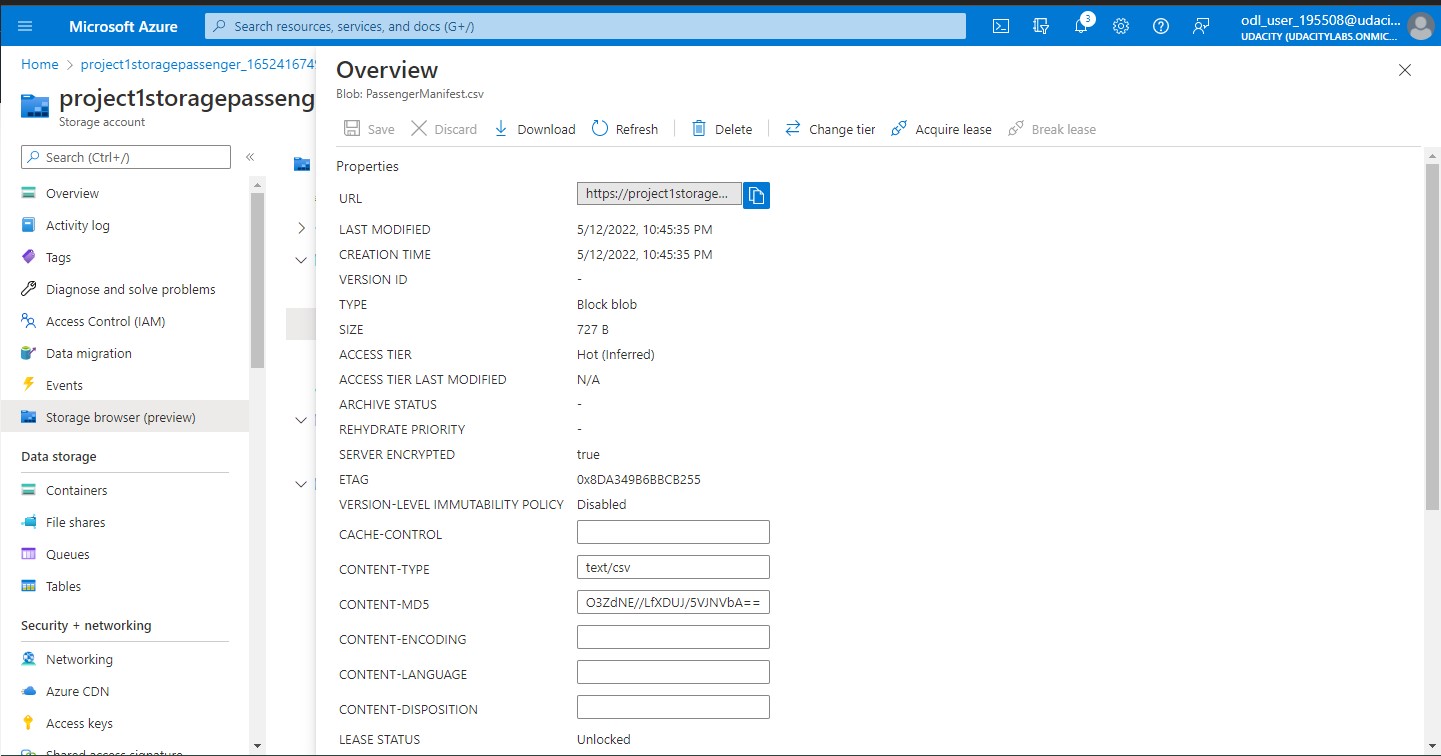 Microsoft Azure
Search resources, services, and docs (G+/)
3
odl_user_195508@udaci...
UDACITY (UDACITYLABS.ONMIC...
Home > project1storagepassenger_1652416749
project1storagepasseng
Storage account
Search (Ctrl+/)
«
Overview
Activity log
Tags
Diagnose and solve problems
Access Control (IAM)
Data migration
Events
Storage browser (preview)
Data storage
Containers
File shares
Queues
Tables
Security + networking
Networking
Azure CDN
Access keys
Shared access signature
Overview
Blob: PassengerManifest.csv
Save Discard Download Refresh Delete Change tier Acquire lease Break lease
Properties
URL https://project1storage...
LAST MODIFIED 5/12/2022, 10:45:35 PM
CREATION TIME 5/12/2022, 10:45:35 PM
VERSION ID -
TYPE Block blob
SIZE 727 B
ACCESS TIER Hot (Inferred)
ACCESS TIER LAST MODIFIED N/A
ARCHIVE STATUS -
REHYDRATE PRIORITY -
SERVER ENCRYPTED true
ETAG 0x8DA349B6BBCB255
VERSION-LEVEL IMMUTABILITY POLICY Disabled
CACHE-CONTROL
CONTENT-TYPE text/csv
CONTENT-MD5 O3ZdNE//LfXDUJ/5VJNVbA==
CONTENT-ENCODING
CONTENT-LANGUAGE
CONTENT-DISPOSITION
LEASE STATUS Unlocked